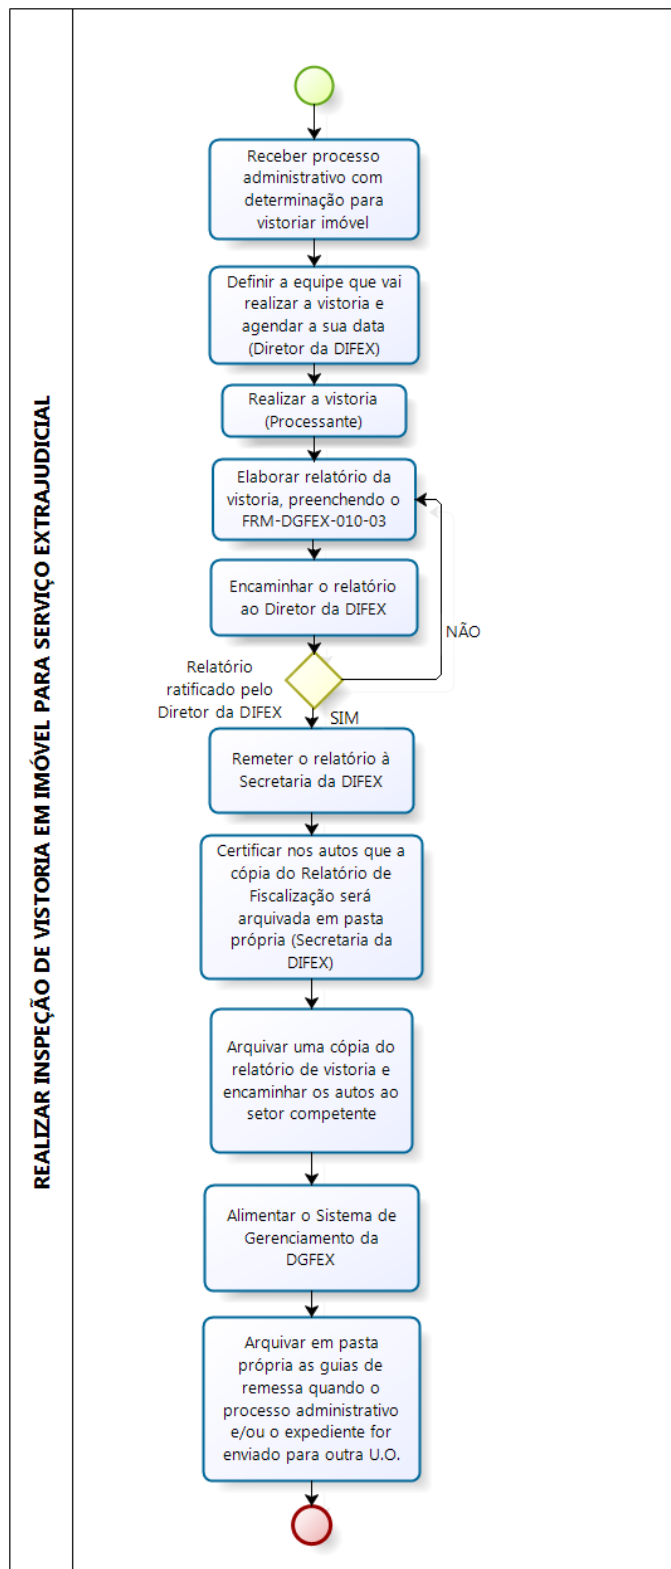 REALIZAR INSPEÇÃO DE VISTORIA EM IMÓVEL PARA SERVIÇO EXTRAJUDICIAL
Receber processo
administrativo com
determinação para
vistoriar imóvel
Definir a equipe que vai
realizar a vistoria e
agendar a sua data
(Diretor da DIFEX)
Realizar a vistoria
(Processante)
Elaborar relatório da
vistoria, preenchendo o
FRM-DGFEX-010-03
Encaminhar o relatório
ao Diretor da DIFEX
NÃO
Relatório
ratificado pelo
Diretor da DIFEX
SIM
Remeter o relatório à
Secretaria da DIFEX
Certificar nos autos que a
cópia do Relatório de
Fiscalização será
arquivada em pasta
própria (Secretaria da
DIFEX)
Arquivar uma cópia do
relatório de vistoria e
encaminhar os autos ao
setor competente
Alimentar o Sistema de
Gerenciamento da
DGFEX
Arquivar em pasta
própria as guias de
remessa quando o
processo administrativo
e/ou o expediente for
enviado para outra U.O.